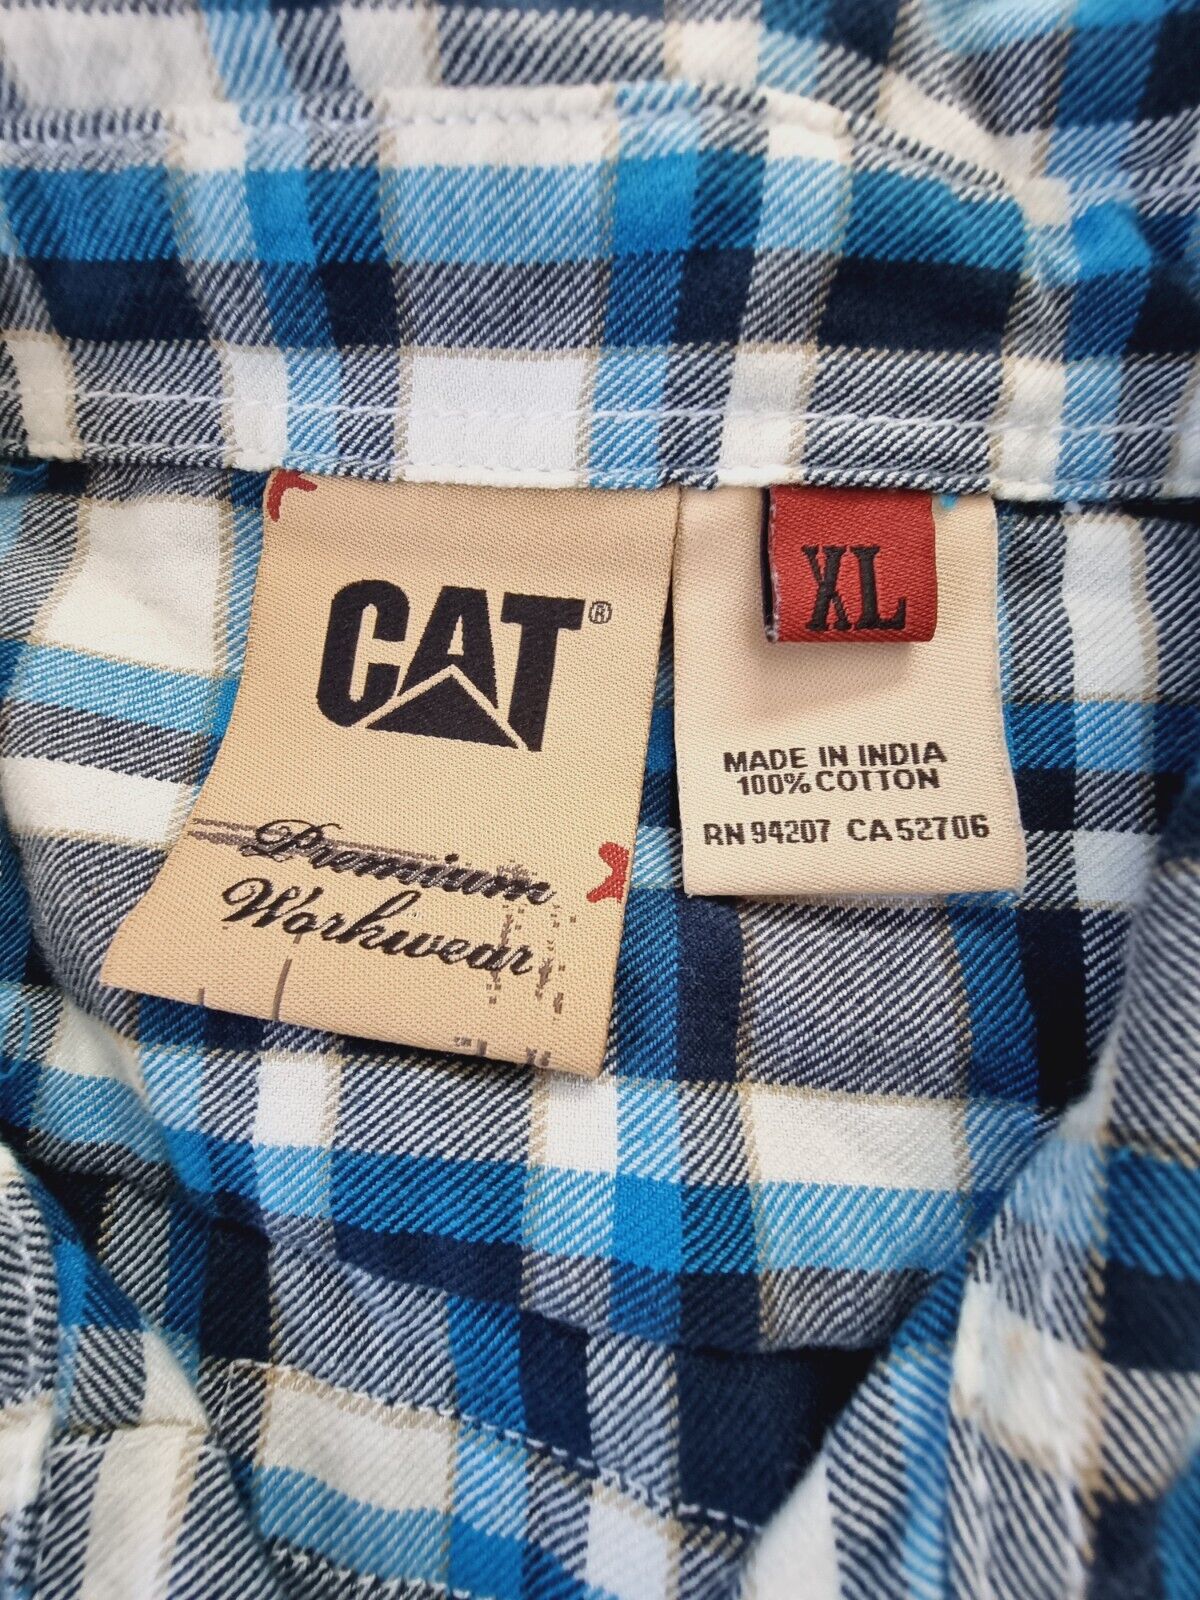 CAT®
Premium
Workwear
XL
MADE IN INDIA
100% COTTON
RN 94207 CA 52706